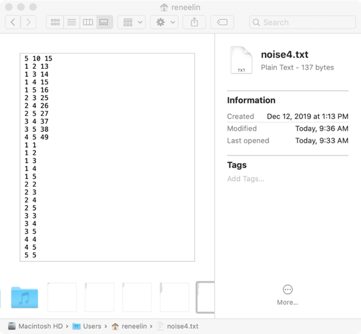 reneelin
Search
5 10 15
1 2 13
1 3 14
1 4 15
1 5 16
2 3 25
2 4 26
2 5 27
3 4 37
3 5 38
4 5 49
1 1
1 2
1 3
1 4
1 5
2 2
2 3
2 4
2 5
3 3
3 4
3 5
4 4
4 5
5 5
TXT
noise4.txt
Plain Text - 137 bytes
Information
Created Dec 12, 2019 at 1:13 PM
Modified Today, 9:36 AM
Last opened Today, 9:33 AM
Tags
Add Tags...
More...
Macintosh HD › Users › reneelin › noise4.txt